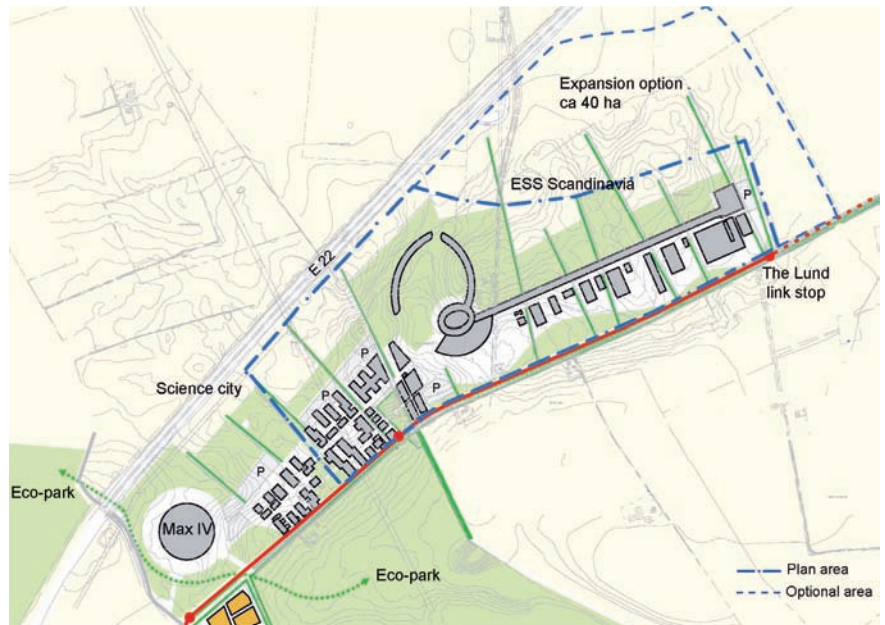 Expansion option
ca 40 ha
ESS Scandinavia
P
E 22
The Lund
link stop
P
Science city
P
P
P
Eco-park
Max IV
Eco-park
Plan area
Optional area